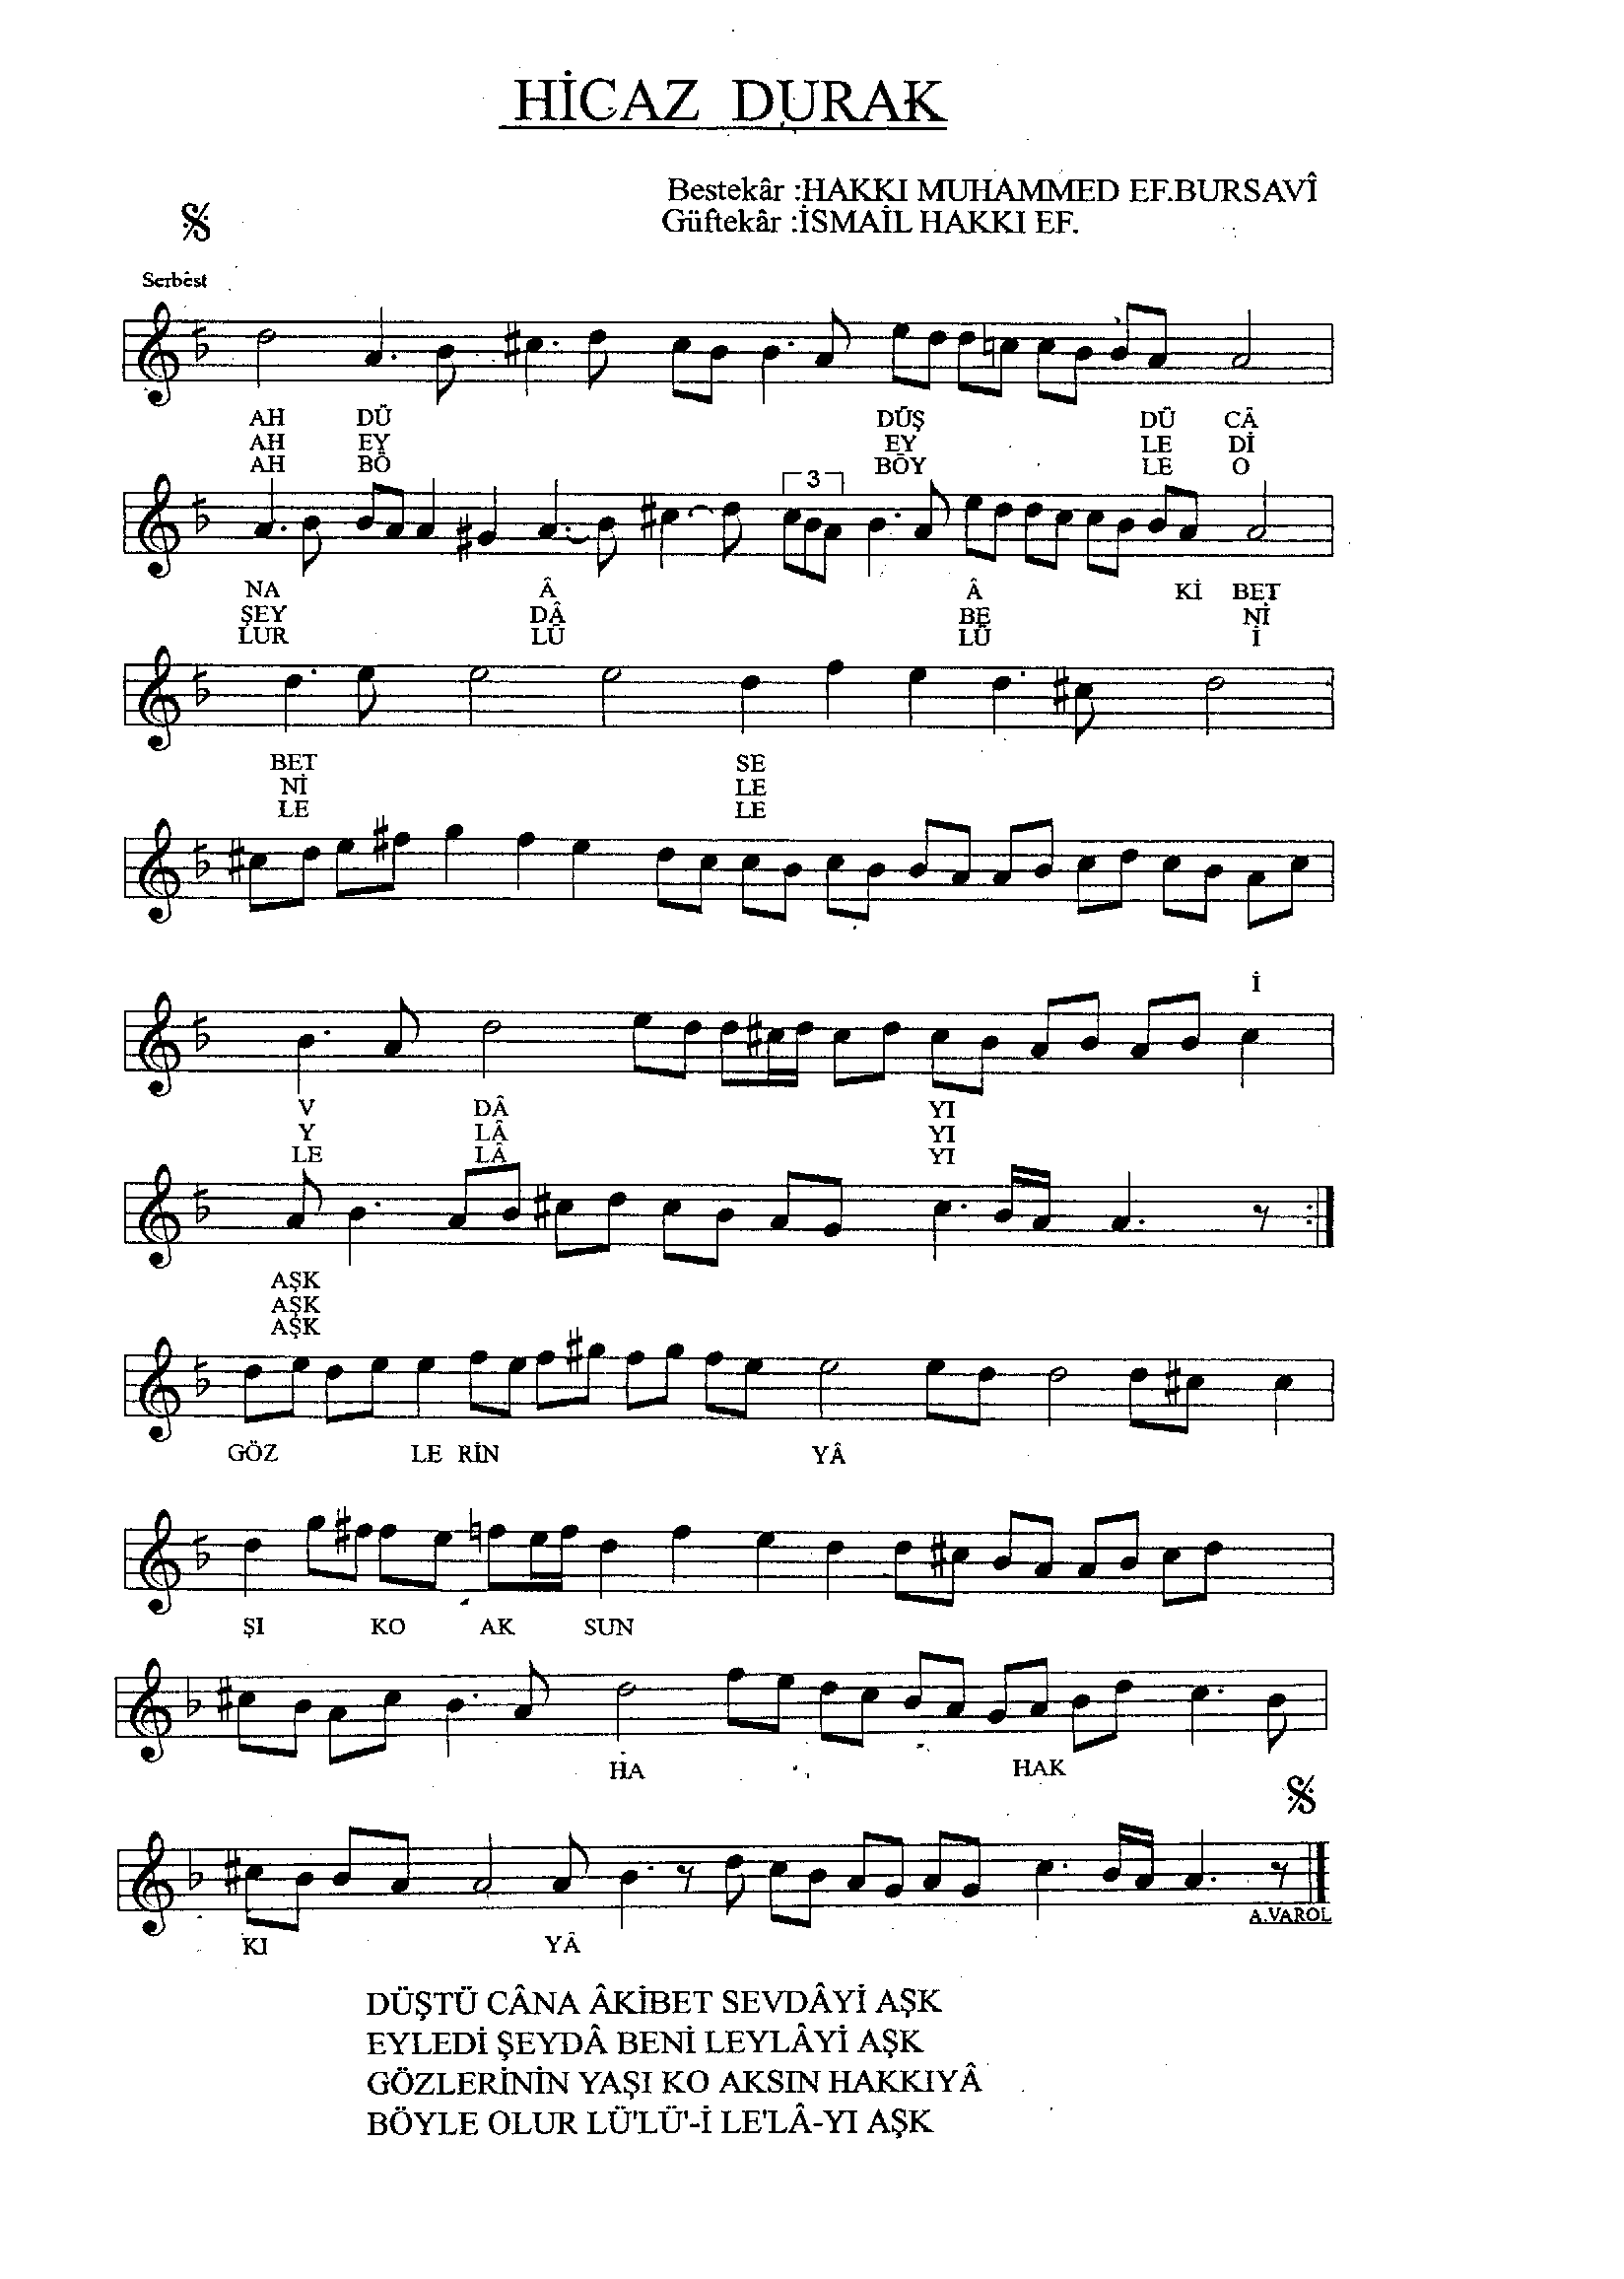 HİCAZ DURAK
Bestekâr :HAKKI MUHAMMED EF.BURSAVÎ
Güftekâr :İSMAİL HAKKI EF.
Serbest
AH DÜ DÜŞ DÜ CÂ
AH EY EY LE Dİ
AH BÖ BÖY LE O
3
NA Â Â Kİ BET
ŞEY DÂ BE Nİ
LUR LÜ LÜ İ
BET SE
Nİ LE
LE LE
İ
V DÂ YI
Y LÂ YI
LE LÂ YI
AŞK
AŞK
AŞK
GÖZ LE RİN YÂ
ŞI KO AK SUN
HA HAK
A.VAROL
KI YÂ
DÜŞTÜ CÂNA ÂKİBET SEVDÂYİ AŞK
EYLEDİ ŞEYDÂ BENİ LEYLÂYİ AŞK
GÖZLERİNİN YAŞI KO AKSIN HAKKIYÂ
BÖYLE OLUR LÜ'LÜ'-İ LE'LÂ-YI AŞK